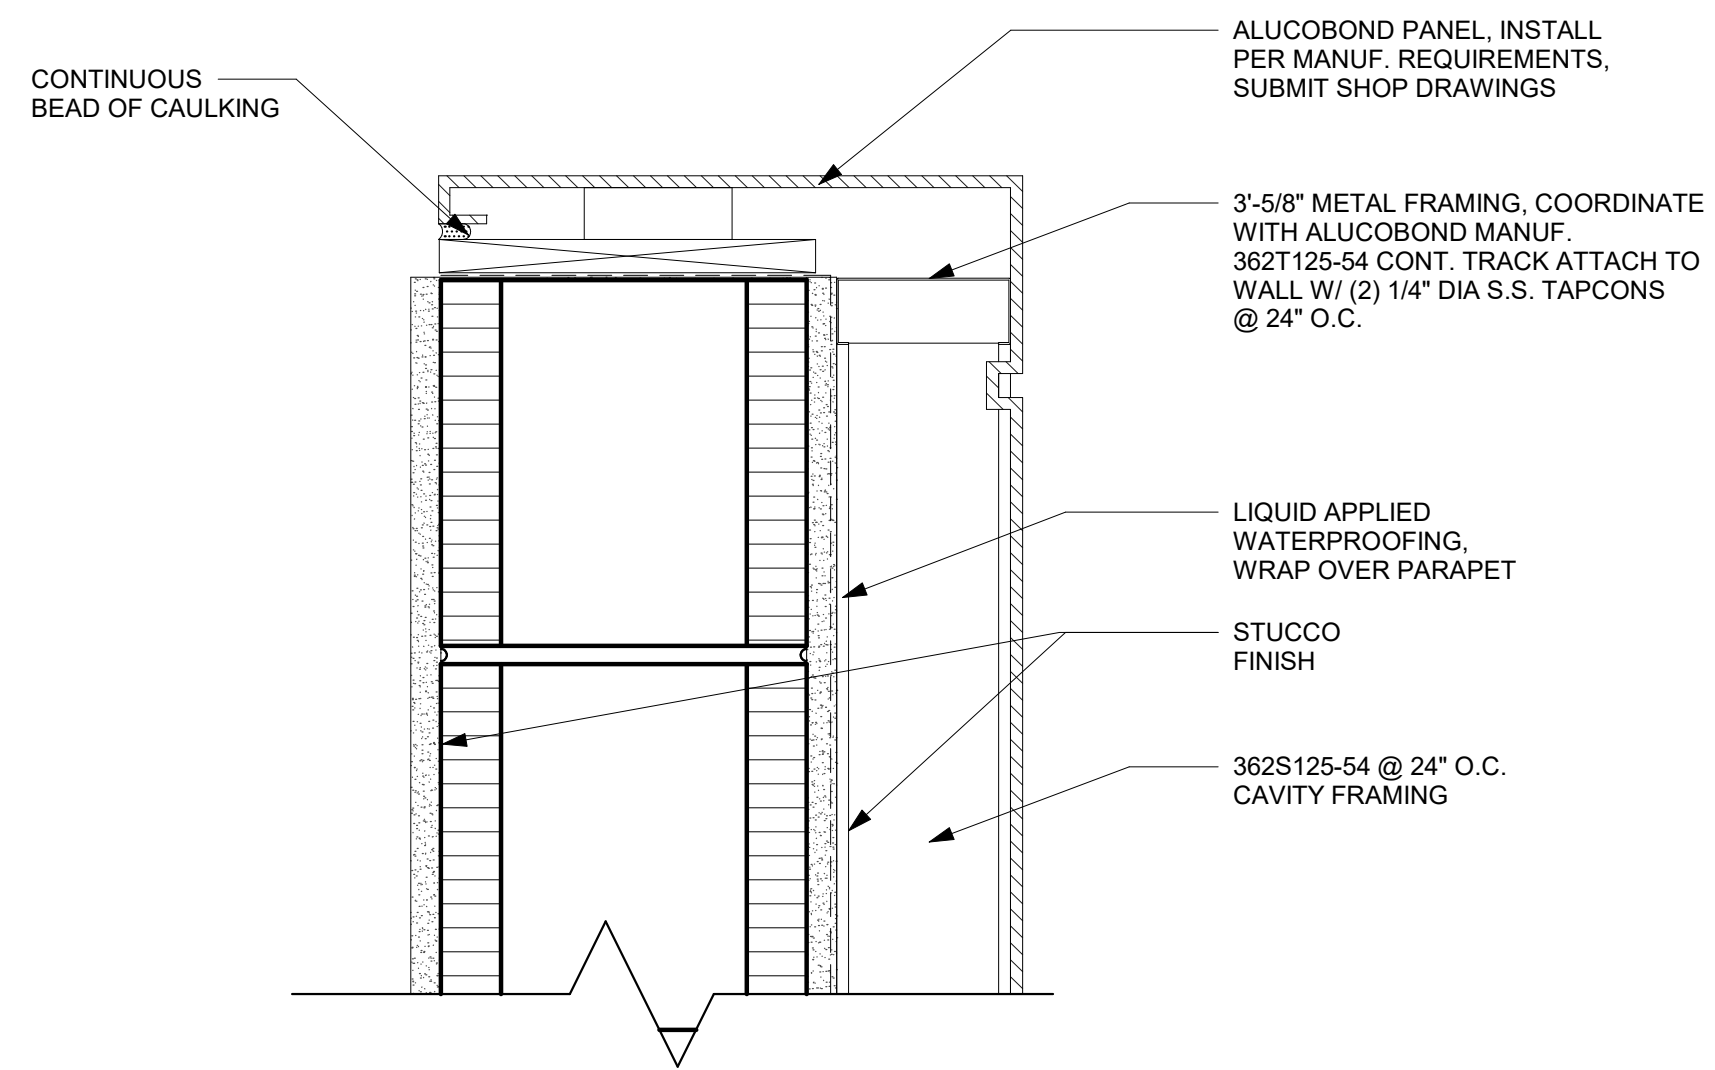 CONTINUOUS
BEAD OF CAULKING
ALUCOBOND PANEL, INSTALL
PER MANUF. REQUIREMENTS,
SUBMIT SHOP DRAWINGS
3'-5/8" METAL FRAMING, COORDINATE
WITH ALUCOBOND MANUF.
362T125-54 CONT. TRACK ATTACH TO
WALL W/ (2) 1/4" DIA S.S. TAPCONS
@ 24" O.C.
LIQUID APPLIED
WATERPROOFING,
WRAP OVER PARAPET
STUCCO
FINISH
362S125-54 @ 24" O.C.
CAVITY FRAMING